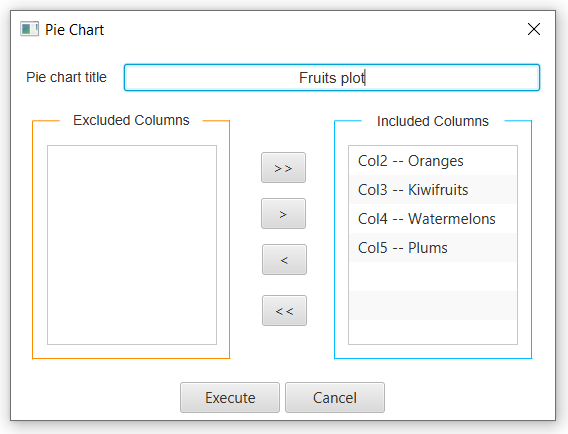 Pie Chart
Pie chart title
Fruits plot
Excluded Columns
Included Columns
>>
>
<
<<
Col2 -- Oranges
Col3 -- Kiwifruits
Col4 -- Watermelons
Col5 -- Plums
Execute
Cancel